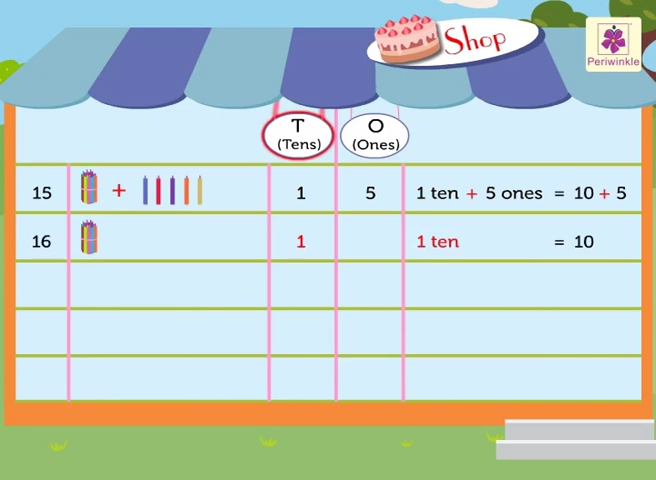 Shop
Periwinkle
T O
(Tens) (Ones)
15 + 1 5 1 ten + 5 ones = 10 + 5
16 1 1 ten = 10